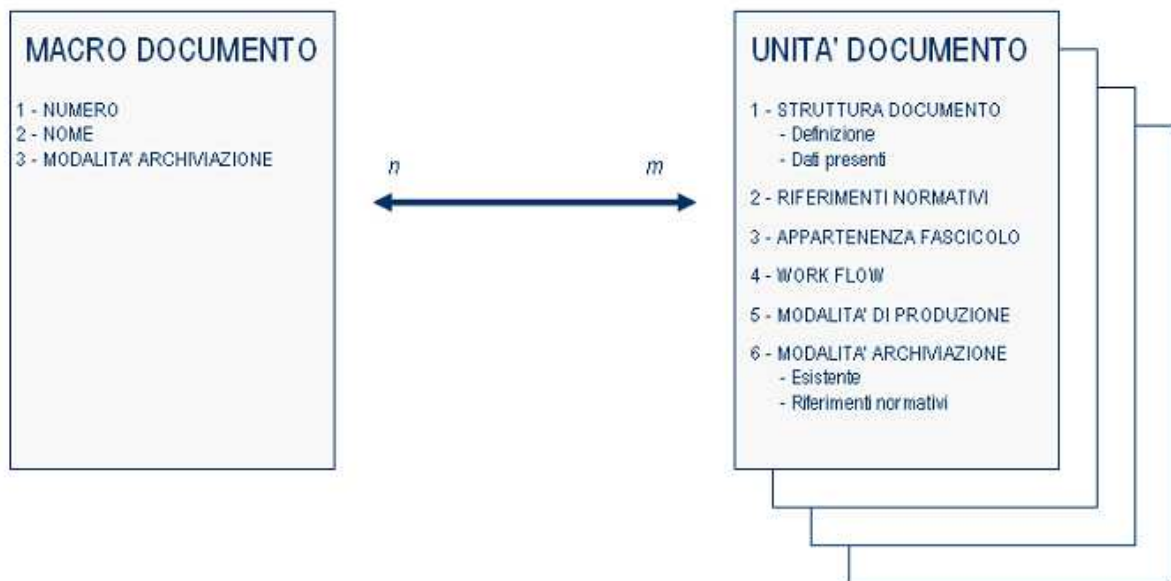 MACRO DOCUMENTO
1 - NUMERO
2 - NOME
3 - MODALITA' ARCHIVIAZIONE
n
m
UNITA' DOCUMENTO
1 - STRUTTURA DOCUMENTO
- Definizione
- Dati presenti
2 - RIFERIMENTI NORMATIVI
3 - APPARTENENZA FASCICOLO
4 - WORK FLOW
5 - MODALITA' DI PRODUZIONE
6 - MODALITA' ARCHIVIAZIONE
- Esistente
- Riferimenti normativi